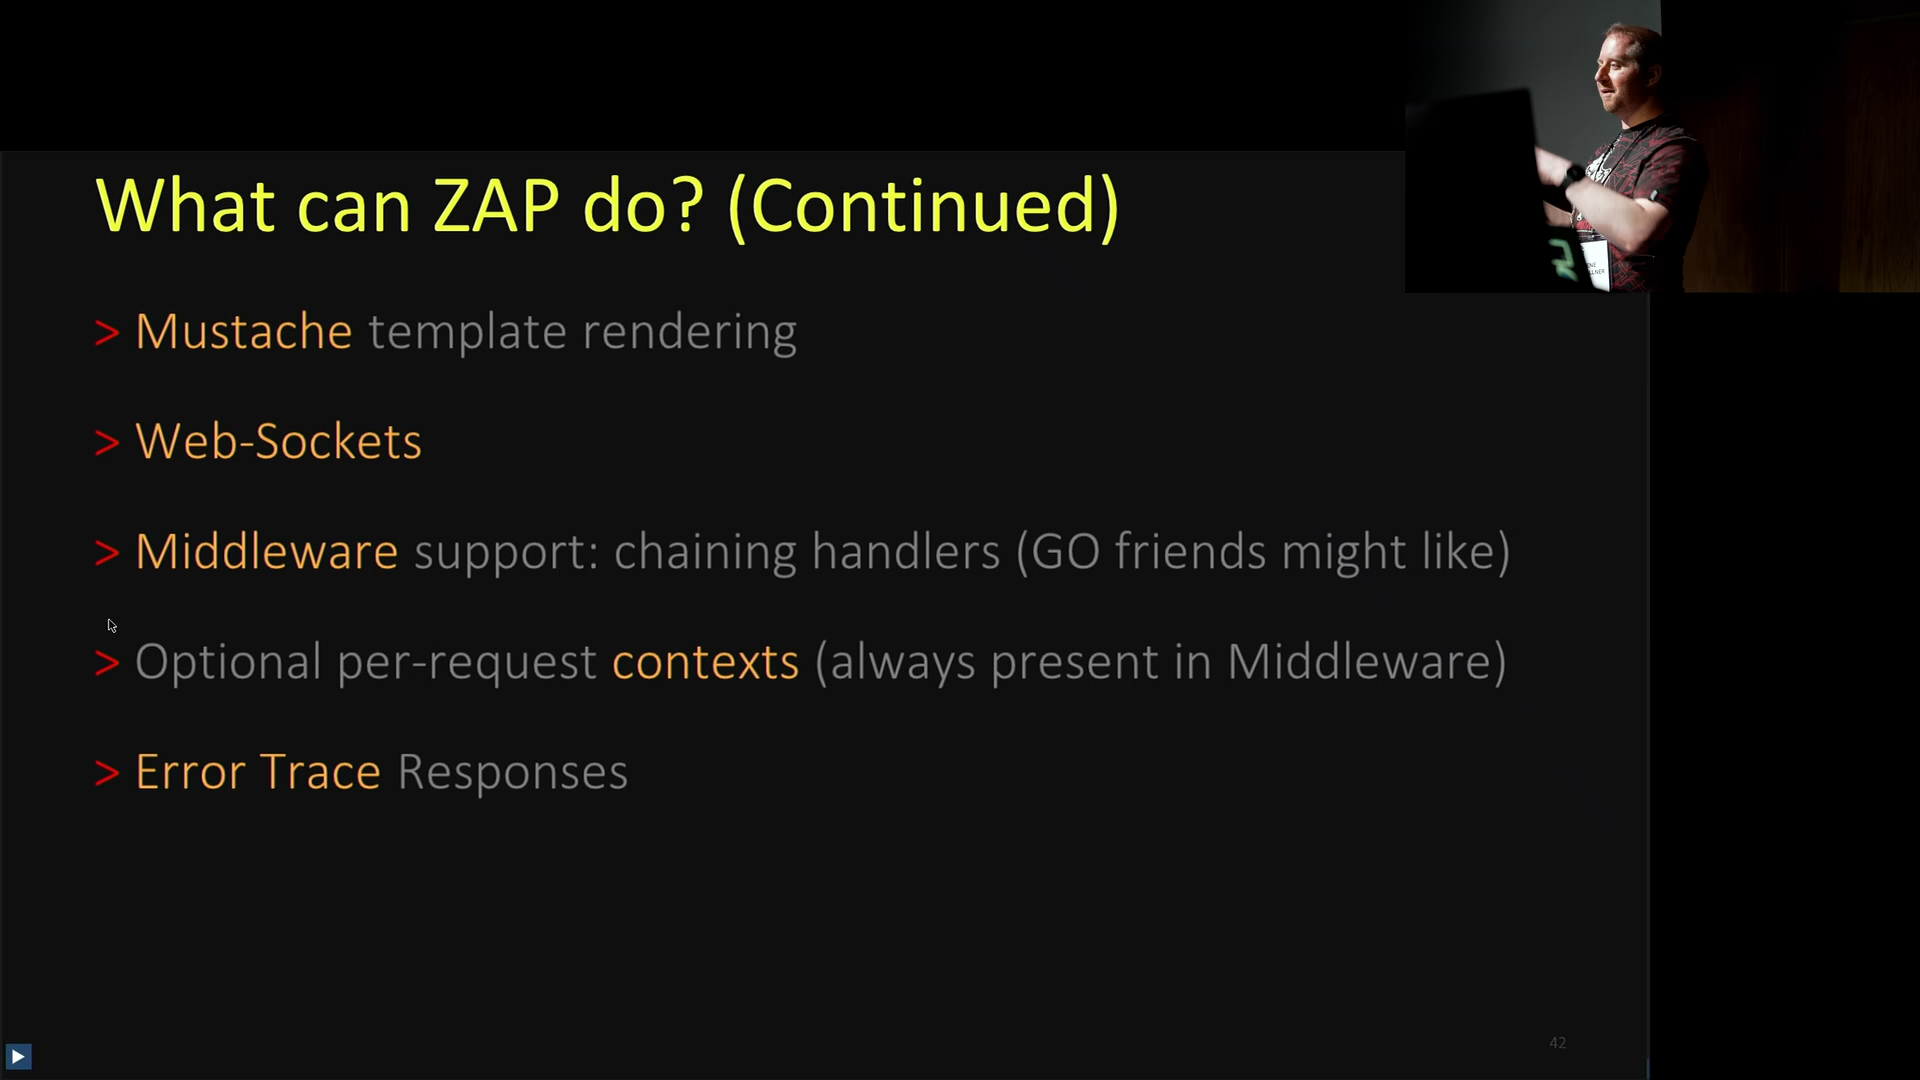 What can ZAP do? (Continued)
> Mustache template rendering
> Web-Sockets
> Middleware support: chaining handlers (GO friends might like)
> Optional per-request contexts (always present in Middleware)
> Error Trace Responses
42